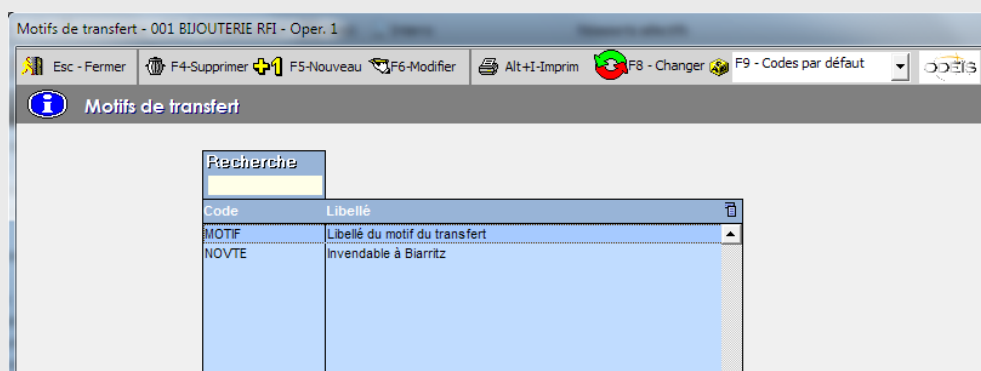 Motifs de transfert - 001 BIJOUTERIE RFI - Oper. 1
Esc - Fermer F4-Supprimer F5-Nouveau F6-Modifier Alt+I-Imprim F8 - Changer F9 - Codes par défaut
Motifs de transfert
Recherche
Code Libellé
MOTIF Libellé du motif du transfert
NOVTE Invendable à Biarritz